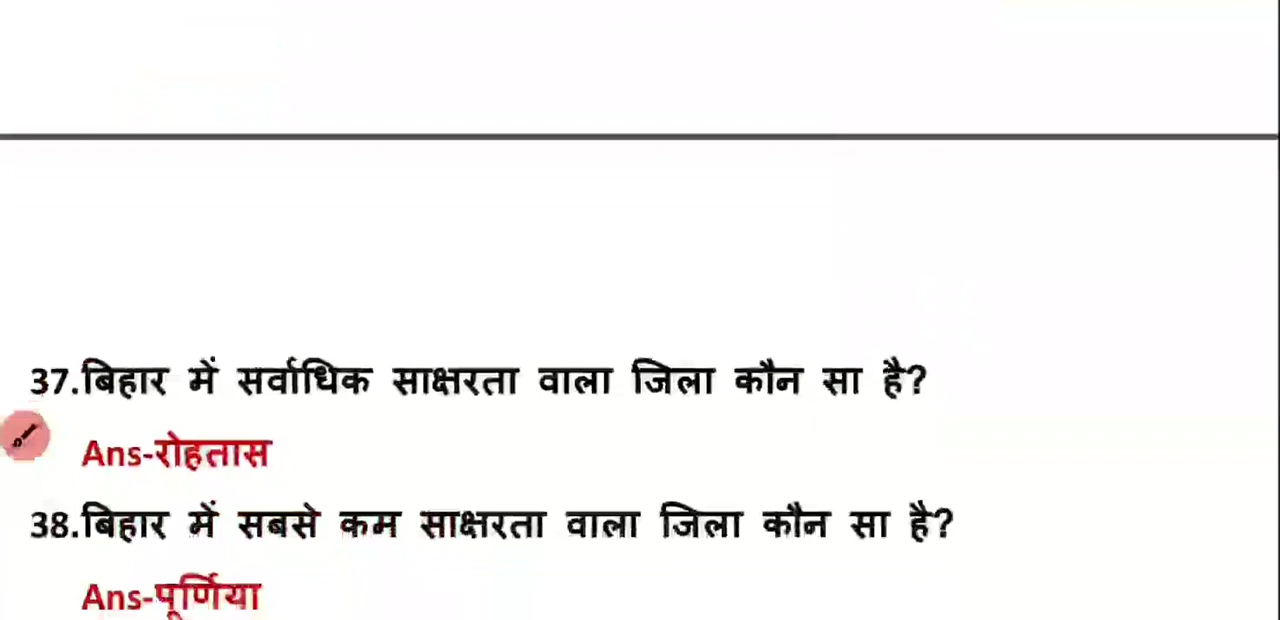 37.बिहार में सर्वाधिक साक्षरता वाला जिला कौन सा है?
Ans-रोहतास
38.बिहार में सबसे कम साक्षरता वाला जिला कौन सा है?
Ans-पूर्णिया